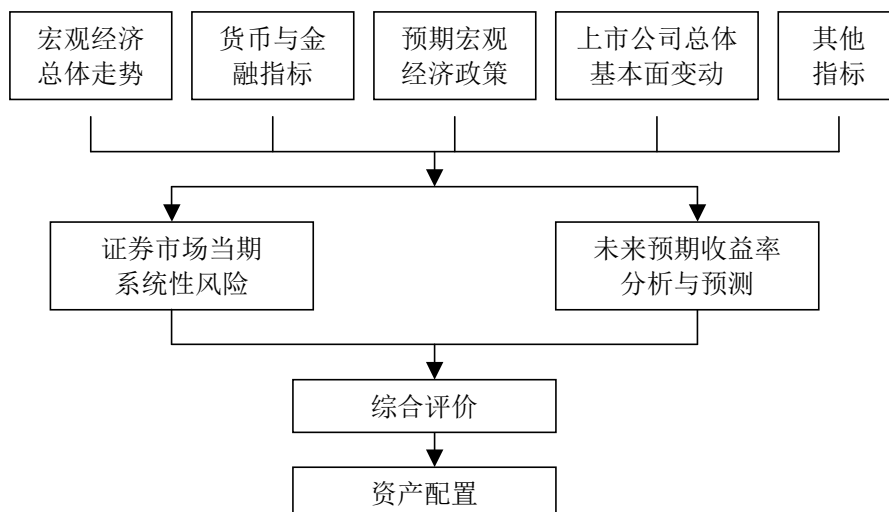 宏观经济
总体走势
货币与金
融指标
预期宏观
经济政策
上市公司总体
基本面变动
其他
指标
证券市场当期
系统性风险
未来预期收益率
分析与预测
综合评价
资产配置